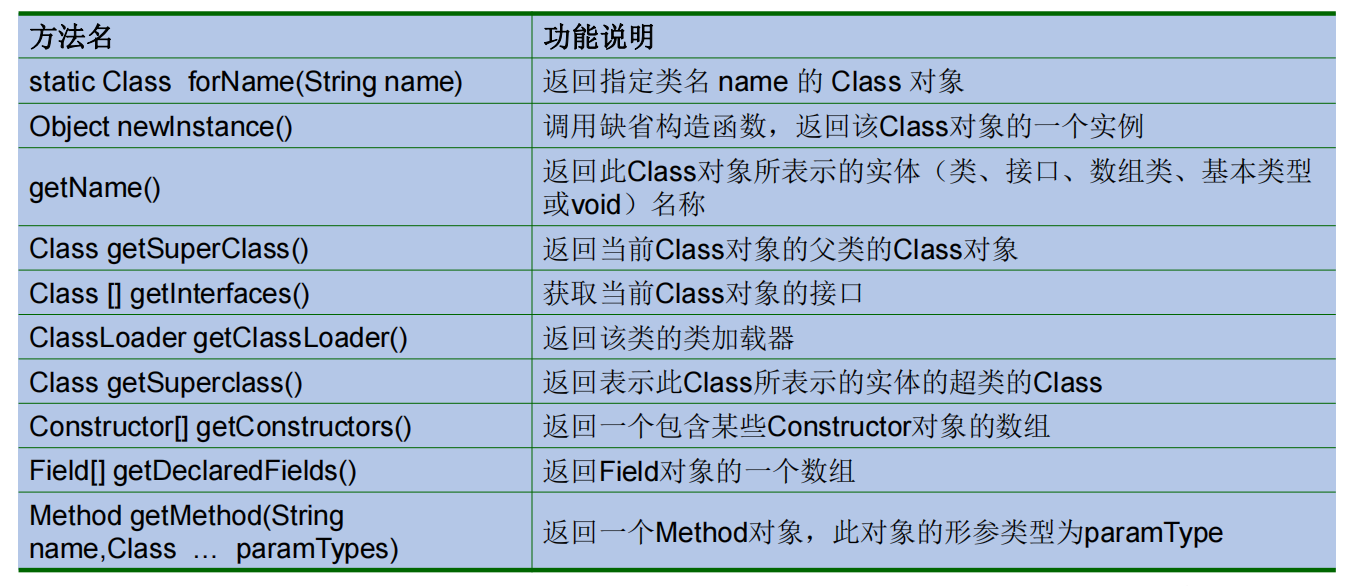 方法名
功能说明
static Class  forName(String name)
返回指定类名 name 的 Class 对象
Object newInstance()
调用缺省构造函数，返回该Class对象的一个实例
getName()
返回此Class对象所表示的实体（类、接口、数组类、基本类型
或void）名称
Class getSuperClass()
返回当前Class对象的父类的Class对象
Class [] getInterfaces()
获取当前Class对象的接口
ClassLoader getClassLoader()
返回该类的类加载器
Class getSuperclass()
返回表示此Class所表示的实体的超类的Class
Constructor[] getConstructors()
返回一个包含某些Constructor对象的数组
Field[] getDeclaredFields()
返回Field对象的一个数组
Method getMethod(String
name,Class  …  paramTypes)
返回一个Method对象，此对象的形参类型为paramType